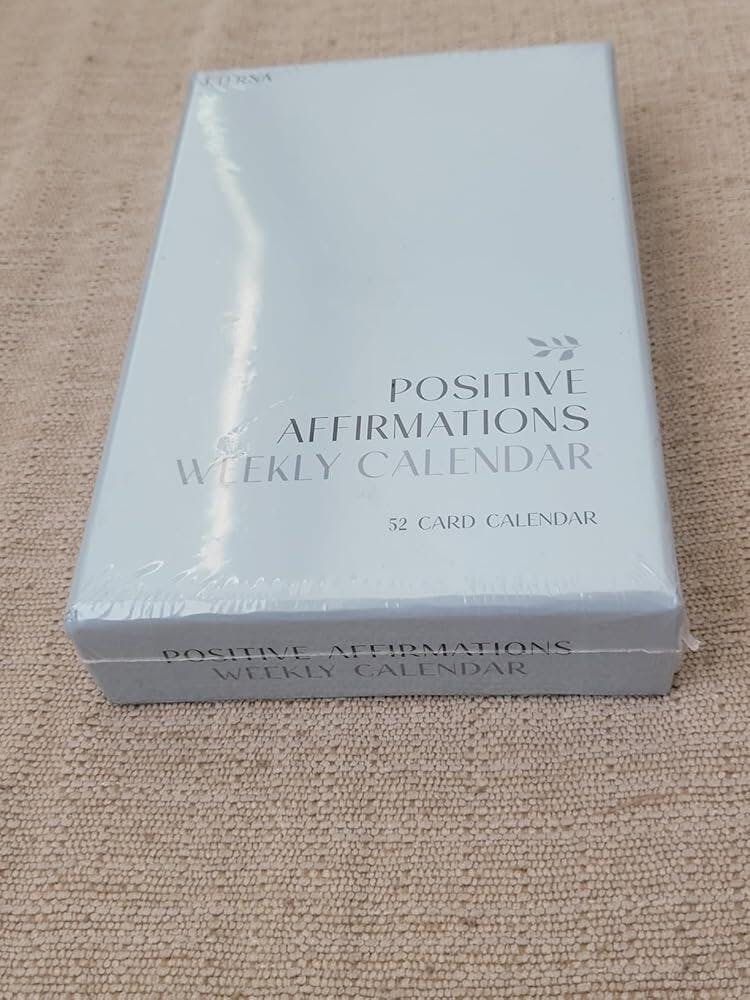 POSITIVE
AFFIRMATIONS
WEEKLY CALENDAR
52 CARD CALENDAR
POSITIVE AFFIRMATIONS
WEEKLY CALENDAR